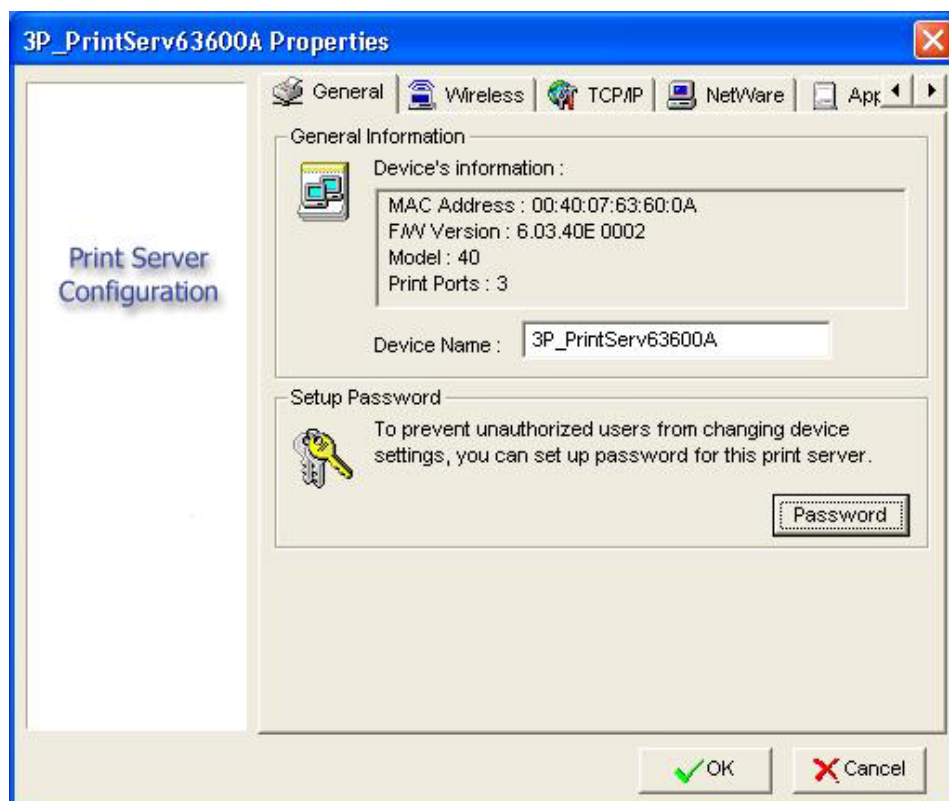 3P_PrintServ63600A Properties
General
Wireless
TCP/IP
NetWare
App
Print Server
Configuration
General Information
Device's information :
MAC Address : 00:40:07:63:60:0A
F/W Version : 6.03.40E 0002
Model : 40
Print Ports : 3
Device Name :
3P_PrintServ63600A
Setup Password
To prevent unauthorized users from changing device
settings, you can set up password for this print server.
Password
OK
Cancel